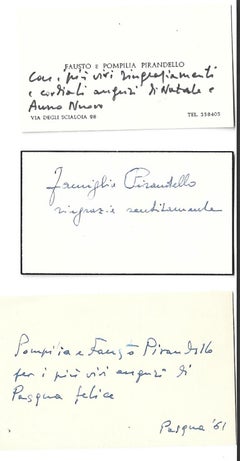 FAUSTO E POMPILIA PIRANDELLO
con i più vivi ringraziamenti
e cordiali auguri di Natale e
Anno Nuovo
VIA DEGLI SCIALOIA 28 TEL 358405
Famiglia Pirandello
ringrazia sentitamente
Pompilia e Fausto Pirandello
per i più vivi auguri di
Pasqua felice
Pasqua '61